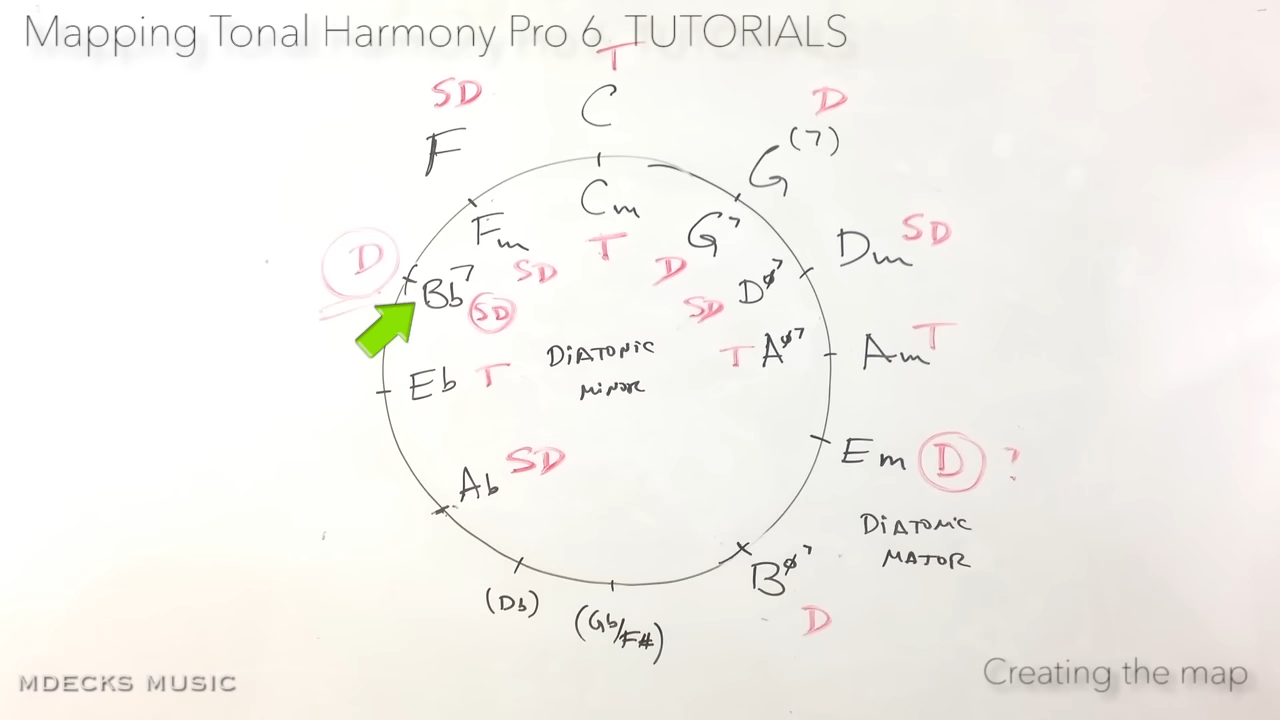 Mapping Tonal Harmony Pro 6 TUTORIALS
T
SD
C
D
F
G(7)
Cm
Fm
G7
Dm SD
T
D
D
SD
Bb7
SD
SD
Dø7
DiATONiC
MiNOR
T Aø7
Am T
Eb T
Em D ?
Ab SD
DiATONiC
MAJOR
Bø7
(Db)
(Gb/F#)
D
MDECKS MUSIC
Creating the map